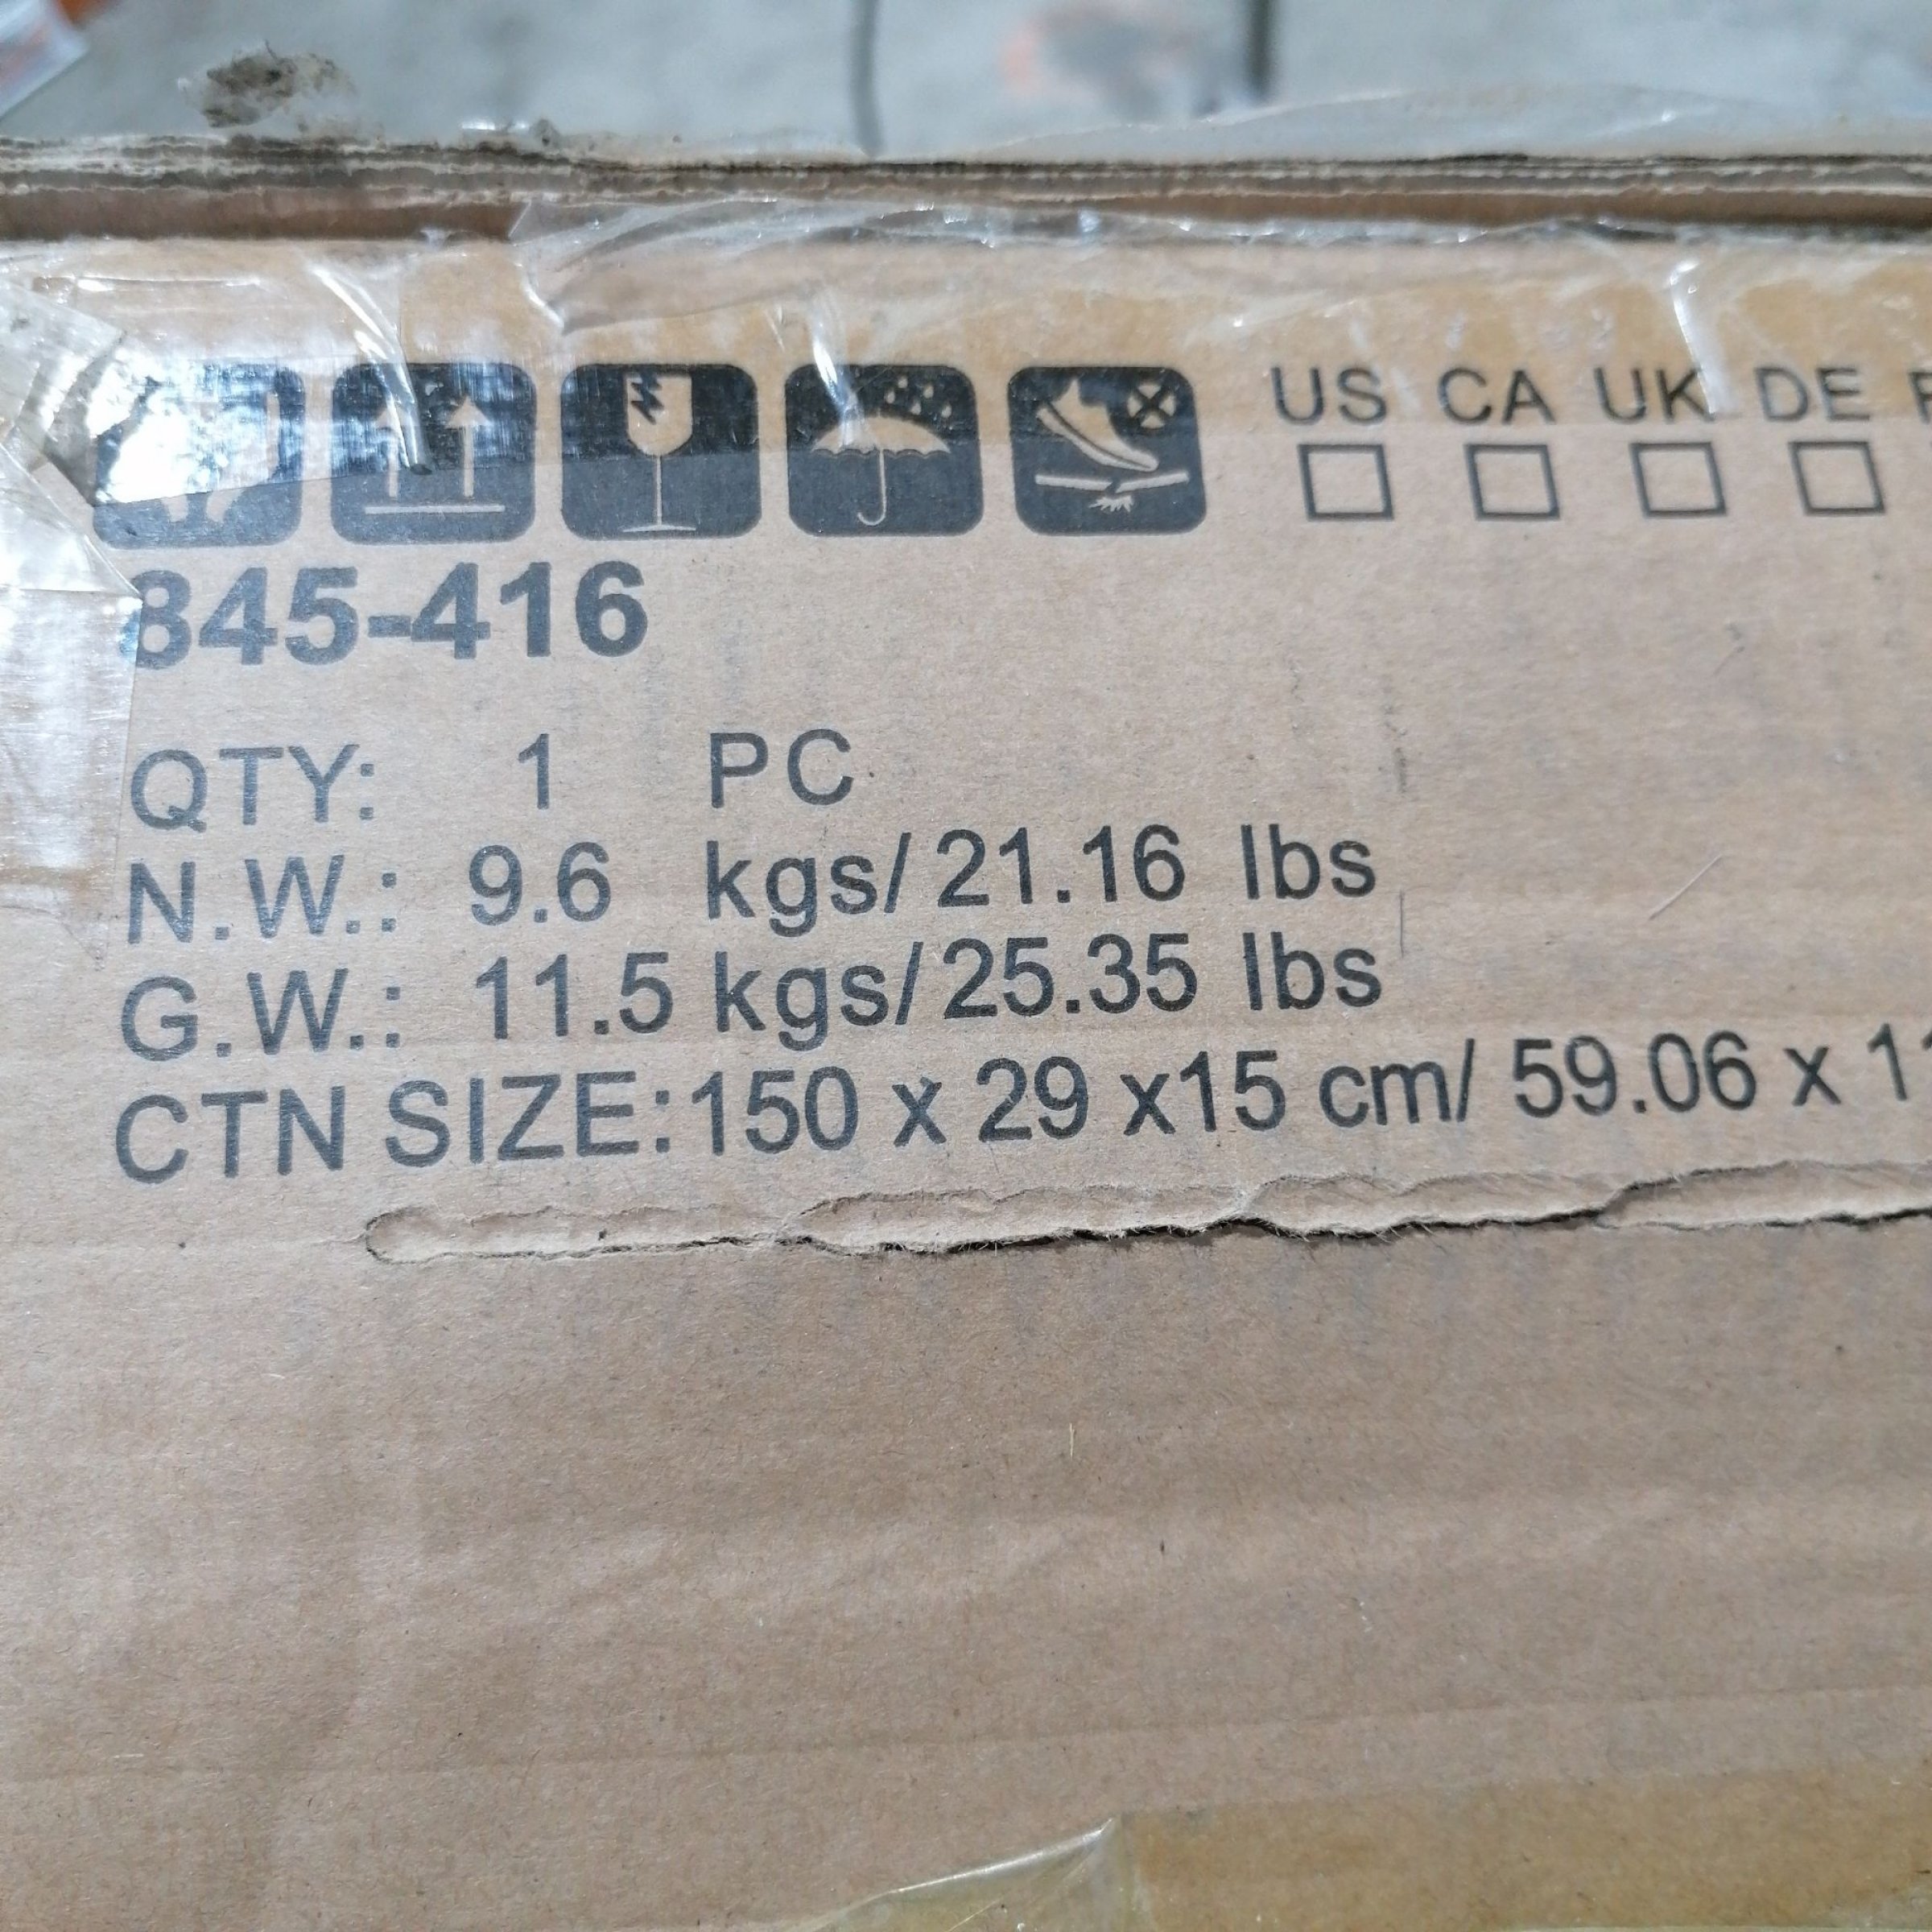 US CA UK DE
845-416
QTY: 1 PC
N.W.: 9.6 kgs/ 21.16 lbs
G.W.: 11.5 kgs/ 25.35 lbs
CTN SIZE: 150 x 29 x15 cm/ 59.06 x